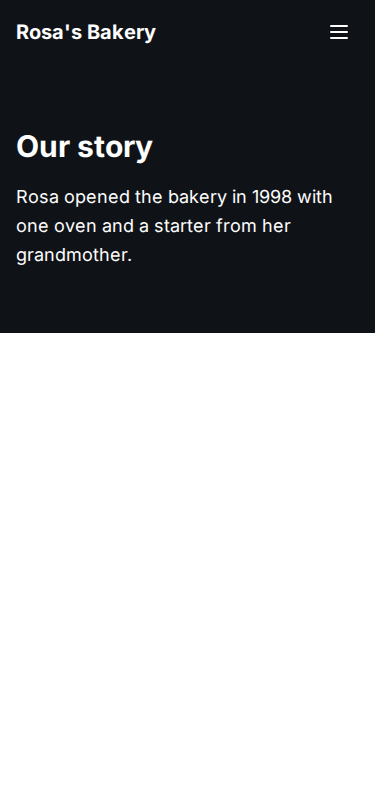 Rosa's Bakery
Our story
Rosa opened the bakery in 1998 with
one oven and a starter from her
grandmother.